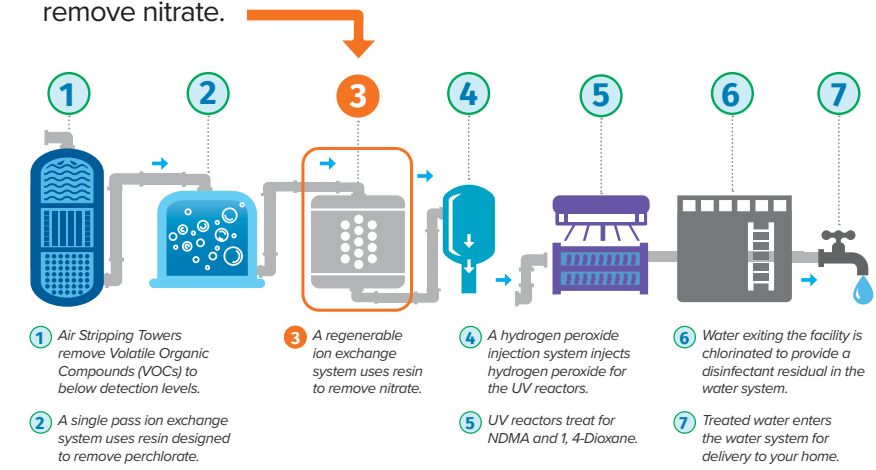 remove nitrate.
1
2
3
4
5
6
7
1 Air Stripping Towers
remove Volatile Organic
Compounds (VOCs) to
below detection levels.
2 A single pass ion exchange
system uses resin designed
to remove perchlorate.
3 A regenerable
ion exchange
system uses resin
to remove nitrate.
4 A hydrogen peroxide
injection system injects
hydrogen peroxide for
the UV reactors.
5 UV reactors treat for
NDMA and 1, 4-Dioxane.
6 Water exiting the facility is
chlorinated to provide a
disinfectant residual in the
water system.
7 Treated water enters
the water system for
delivery to your home.